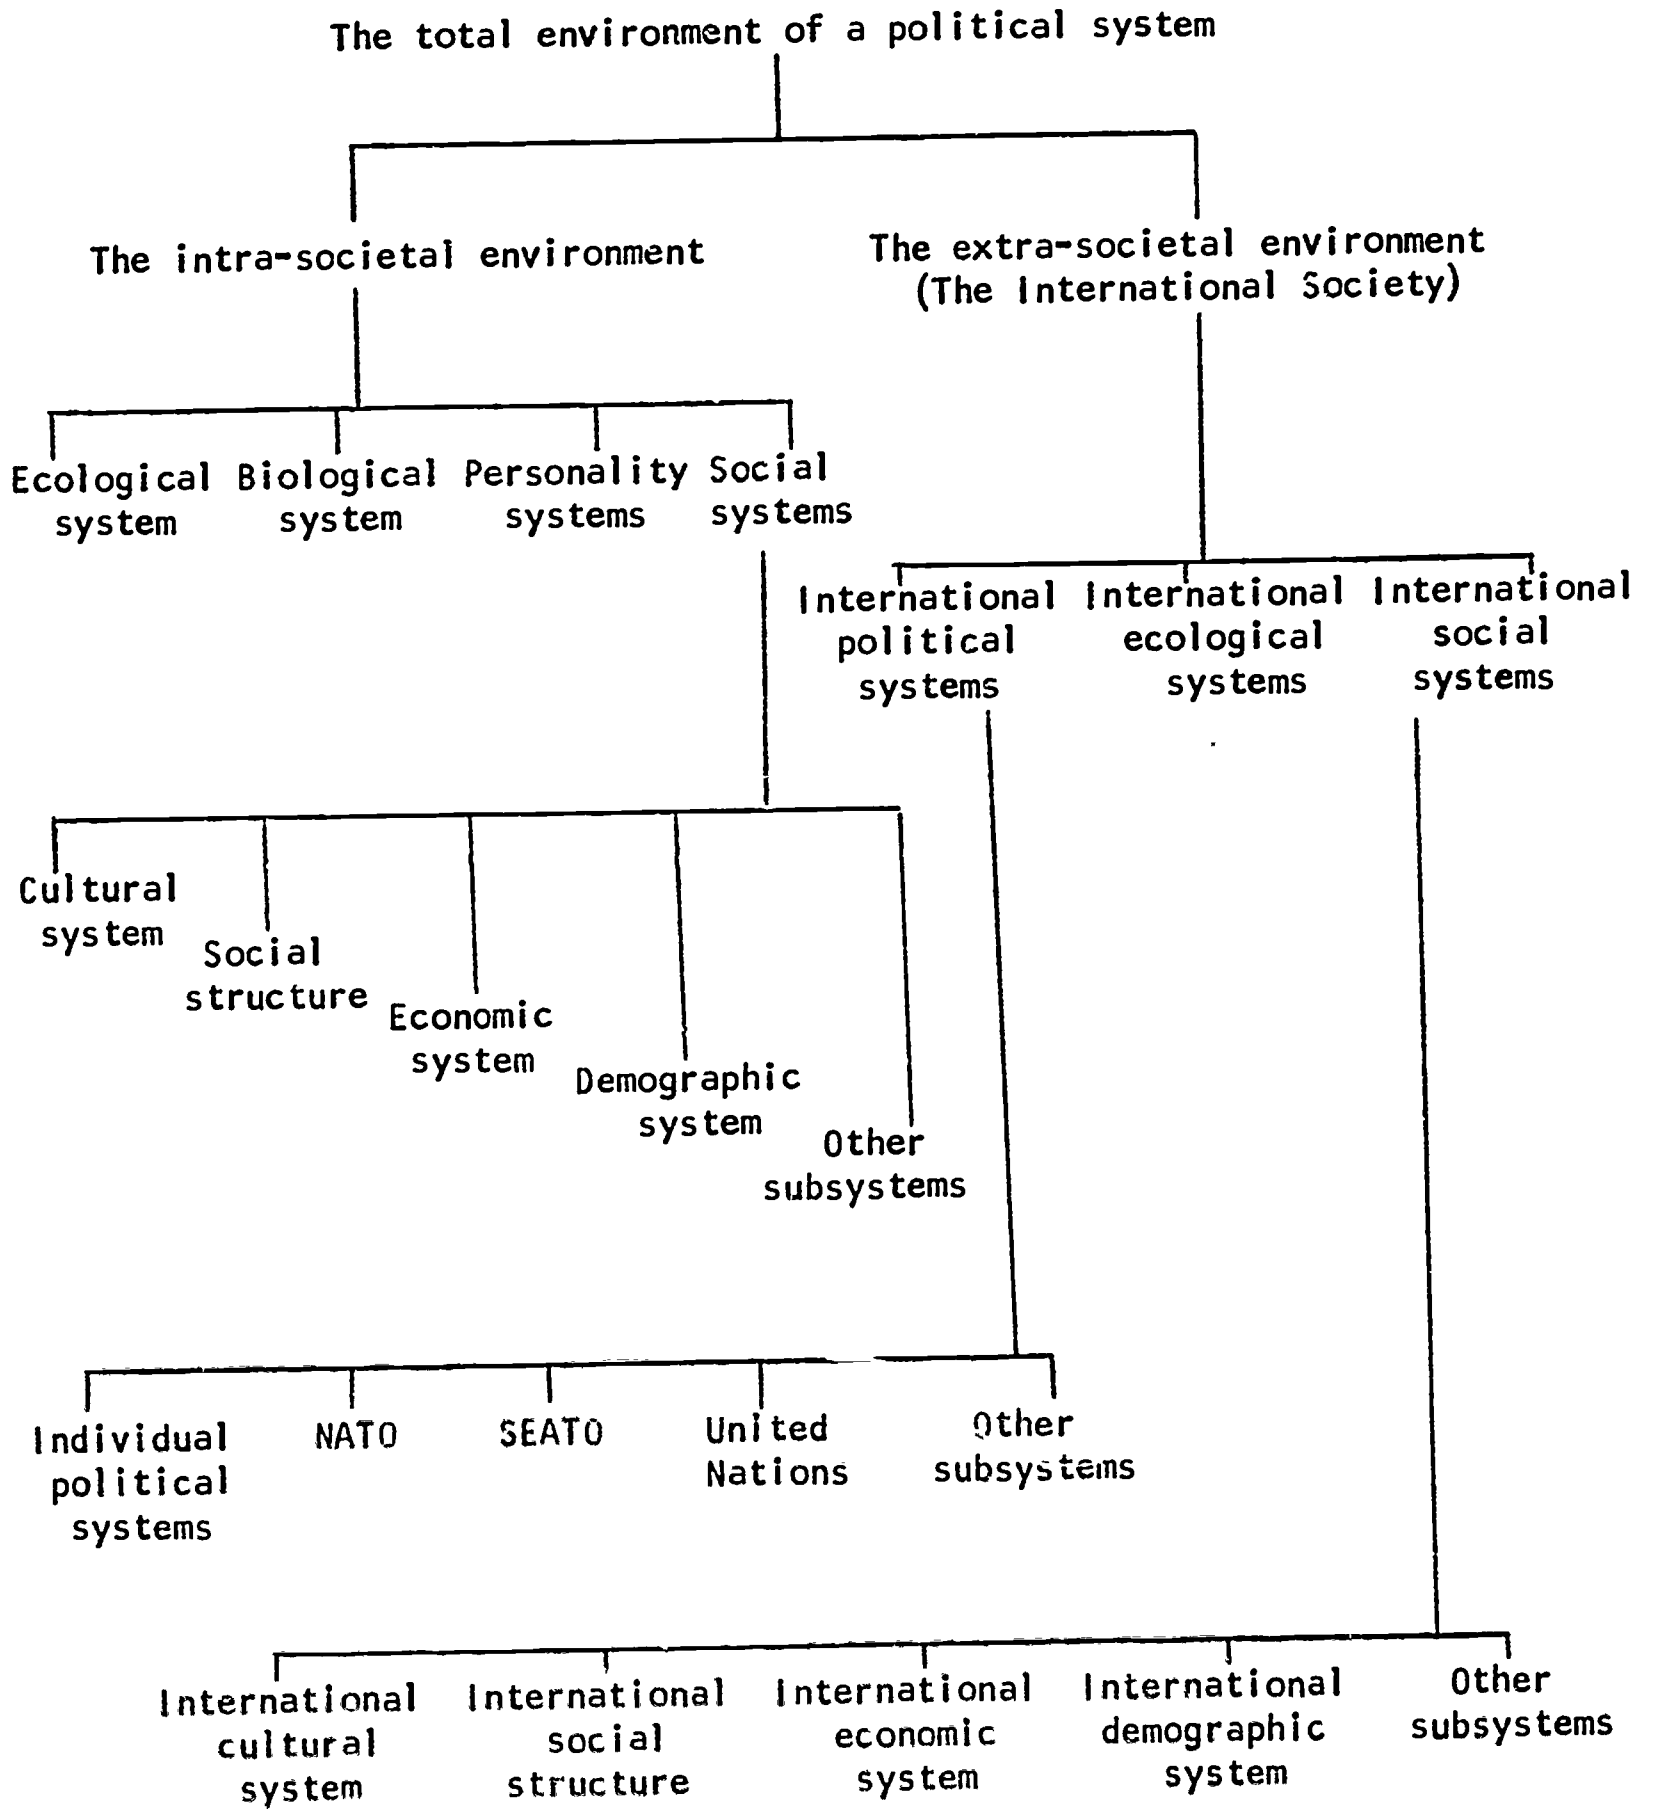 The total environment of a political system
The intra-societal environment
The extra-societal environment
(The International Society)
Ecological
system
Biological
system
Personality
systems
Social
systems
International
political
systems
International
ecological
systems
International
social
systems
Cultural
system
Social
structure
Economic
system
Demographic
system
Other
subsystems
Individual
political
systems
NATO
SEATO
United
Nations
Other
subsystems
International
cultural
system
International
social
structure
International
economic
system
International
demographic
system
Other
subsystems